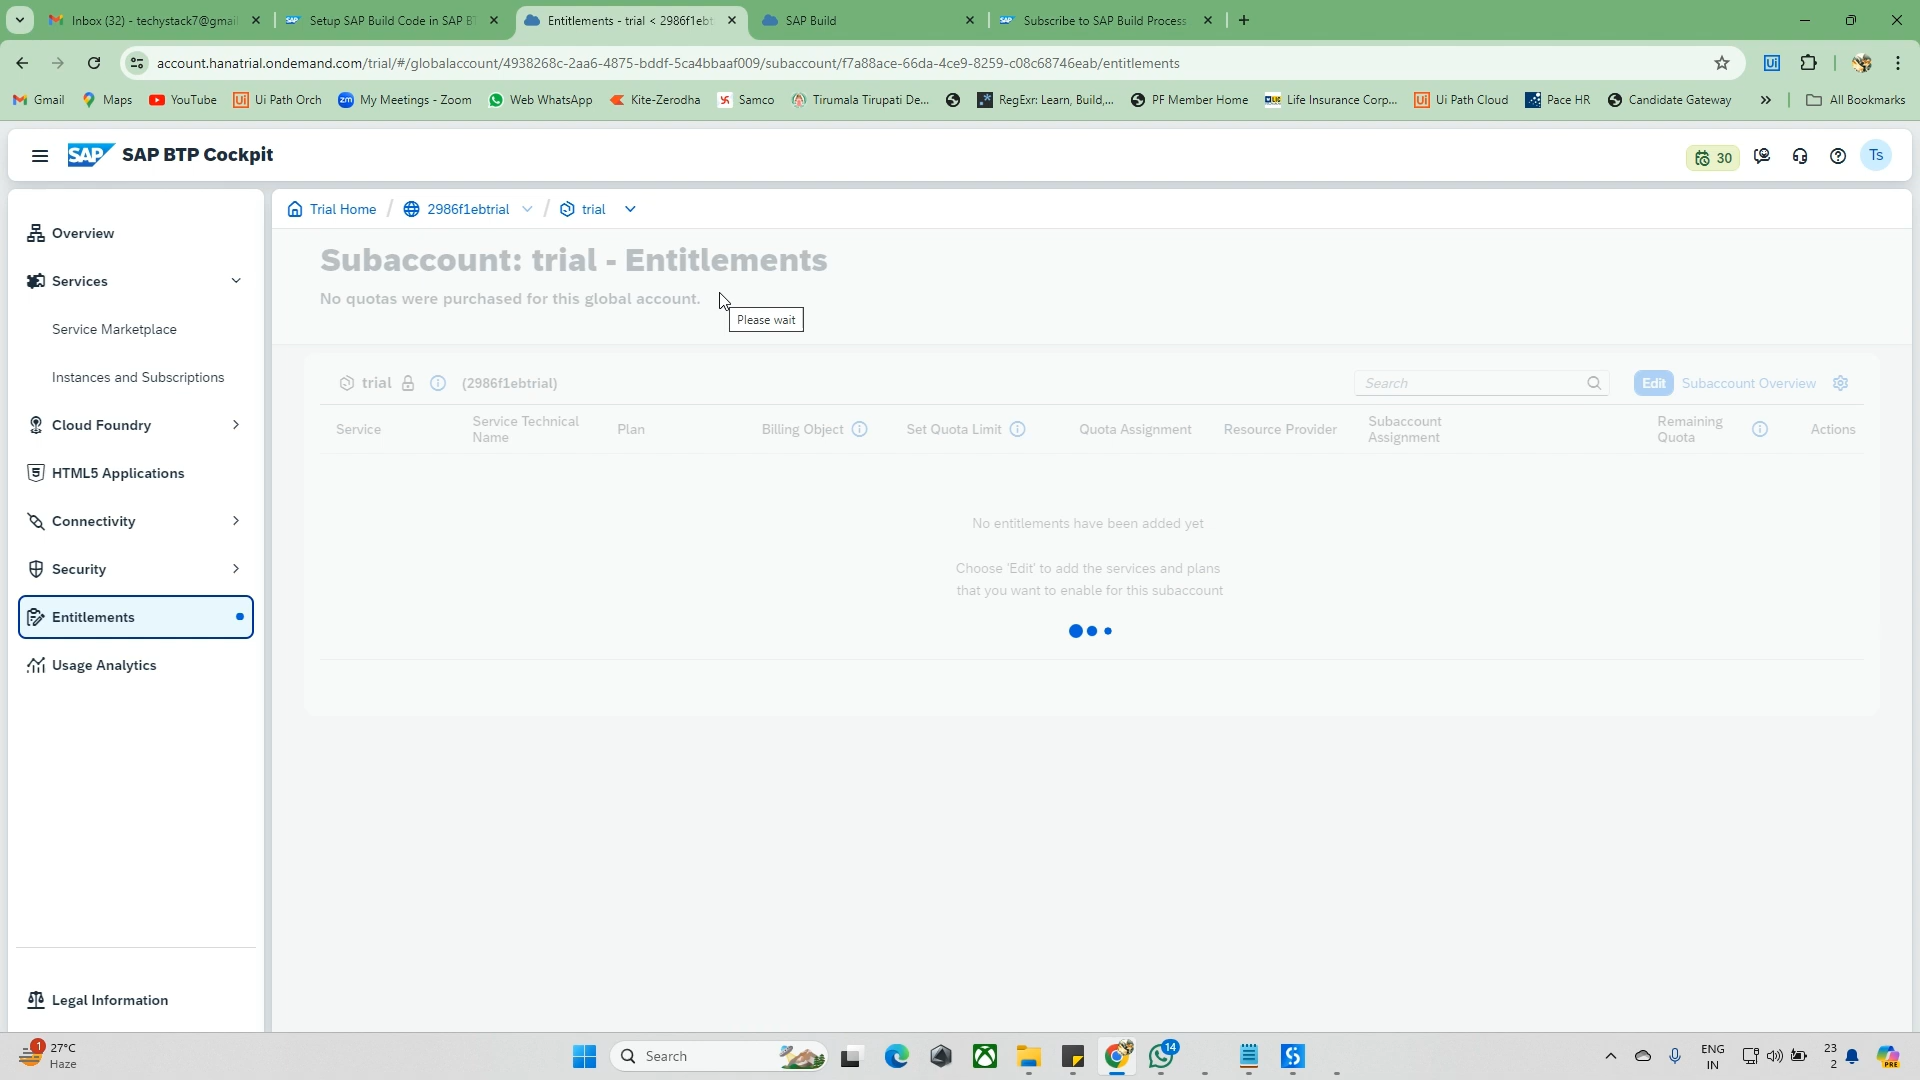 Inbox (32) - techystack7@gmai
Setup SAP Build Code in SAP BT
Entitlements - trial < 2986f1ebt
SAP Build
Subscribe to SAP Build Process
account.hanatrial.ondemand.com/trial/#/globalaccount/4938268c-2aa6-4875-bddf-5ca4bbaaf009/subaccount/f7a88ace-66da-4ce9-8259-c08c68746eab/entitlements
Gmail
Maps
YouTube
Ui Path Orch
My Meetings - Zoom
Web WhatsApp
Kite-Zerodha
Samco
Tirumala Tirupati De...
RegExr: Learn, Build,...
PF Member Home
Life Insurance Corp...
Ui Path Cloud
Pace HR
Candidate Gateway
All Bookmarks
SAP
SAP BTP Cockpit
30
Ts
Overview
Services
Service Marketplace
Instances and Subscriptions
Cloud Foundry
HTML5 Applications
Connectivity
Security
Entitlements
Usage Analytics
Legal Information
Trial Home / 2986f1ebtrial / trial
Subaccount: trial - Entitlements
No quotas were purchased for this global account.
Please wait
trial (2986f1ebtrial)
Search
Edit
Subaccount Overview
Service
Service Technical
Name
Plan
Billing Object
Set Quota Limit
Quota Assignment
Resource Provider
Subaccount
Assignment
Remaining
Quota
Actions
No entitlements have been added yet
Choose 'Edit' to add the services and plans
that you want to enable for this subaccount
1
27°C
Haze
Search
14
ENG
IN
23
2
PRE